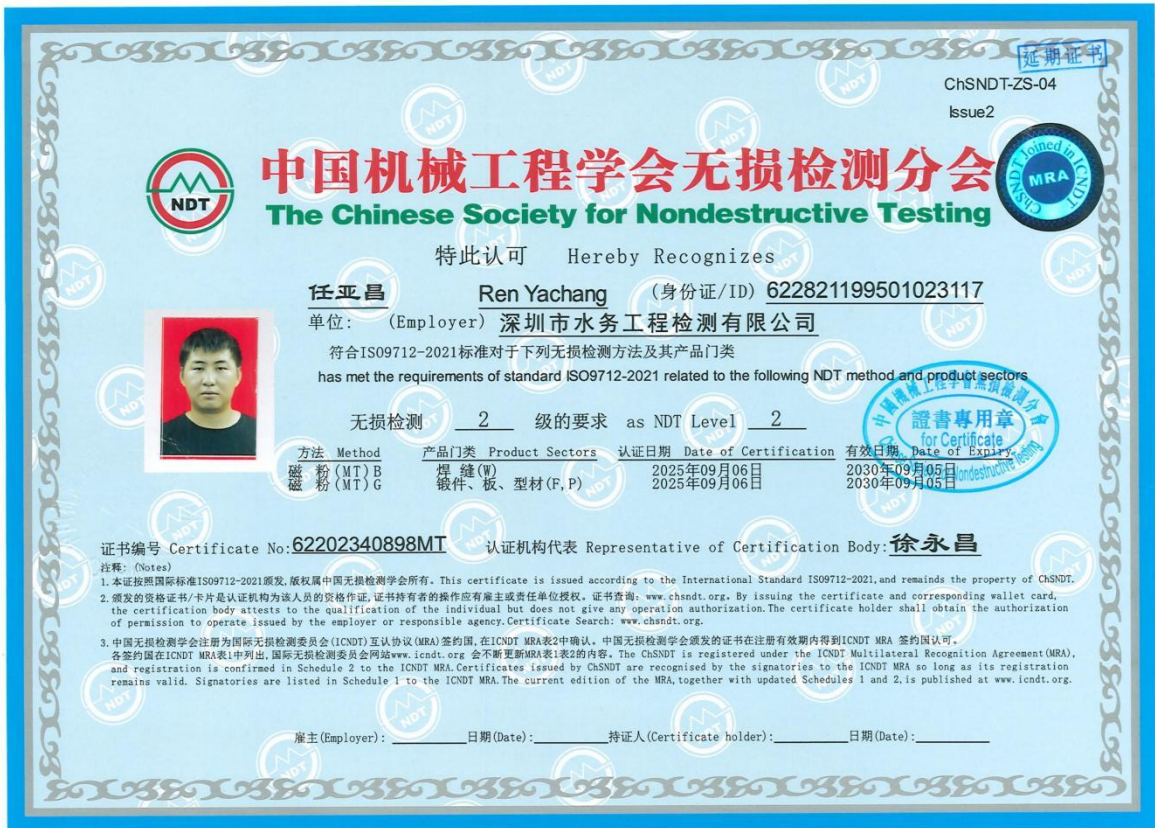 延期证书
ChSNDT-ZS-04
Issue2
中国机械工程学会无损检测分会
The Chinese Society for Nondestructive Testing
NDT
ChSNDT Joined in ICNDT
MRA
特此认可 Hereby Recognizes
任亚昌 Ren Yachang (身份证/ID) 622821199501023117
单位: (Employer) 深圳市水务工程检测有限公司
符合ISO9712-2021标准对于下列无损检测方法及其产品门类
has met the requirements of standard ISO9712-2021 related to the following NDT method and product sectors
无损检测 2 级的要求 as NDT Level 2
中國機械工程學會無損檢測分會
證書專用章
for Certificate
Nondestructive Testing
方法 Method 产品门类 Product Sectors 认证日期 Date of Certification 有效日期 Date of Expiry
磁 粉(MT)B 焊 缝(W) 2025年09月06日 2030年09月05日
磁 粉(MT)G 锻件、板、型材(F,P) 2025年09月06日 2030年09月05日
证书编号 Certificate No:62202340898MT 认证机构代表 Representative of Certification Body:徐永昌
注释: (Notes)
1. 本证按照国际标准ISO9712-2021颁发,版权属中国无损检测学会所有。This certificate is issued according to the International Standard ISO9712-2021, and remainds the property of ChSNDT.
2. 颁发的资格证书/卡片是认证机构为该人员的资格作证,证书持有者的操作应有雇主或责任单位授权。证书查询: www.chsndt.org. By issuing the certificate and corresponding wallet card,
the certification body attests to the qualification of the individual but does not give any operation authorization.The certificate holder shall obtain the authorization
of permission to operate issued by the employer or responsible agency.Certificate Search: www.chsndt.org.
3. 中国无损检测学会注册为国际无损检测委员会(ICNDT)互认协议(MRA)签约国,在ICNDT MRA表2中确认。中国无损检测学会颁发的证书在注册有效期内得到ICNDT MRA 签约国认可。
各签约国在ICNDT MRA表1中列出,国际无损检测委员会网站www.icndt.org 会不断更新MRA表1表2的内容。The ChSNDT is registered under the ICNDT Multilateral Recognition Agreement(MRA),
and registration is confirmed in Schedule 2 to the ICNDT MRA.Certificates issued by ChSNDT are recognised by the signatories to the ICNDT MRA so long as its registration
remains valid. Signatories are listed in Schedule 1 to the ICNDT MRA.The current edition of the MRA,together with updated Schedules 1 and 2,is published at www.icndt.org.
雇主(Employer): 日期(Date): 持证人(Certificate holder): 日期(Date):